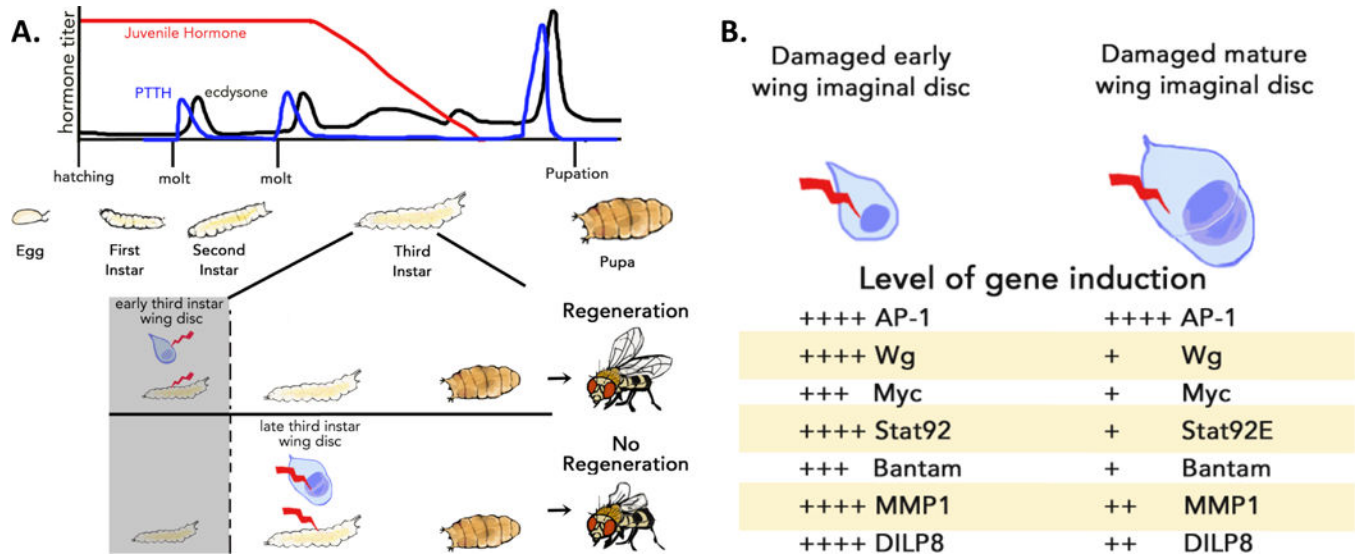 A.
hormone titer
Juvenile Hormone
PTTH
ecdysone
hatching
molt
molt
Pupation
Egg
First
Instar
Second
Instar
Third
Instar
Pupa
early third instar
wing disc
Regeneration
late third instar
wing disc
No
Regeneration
B.
Damaged early
wing imaginal disc
Damaged mature
wing imaginal disc
Level of gene induction
++++ AP-1 ++++ AP-1
++++ Wg + Wg
+++ Myc + Myc
++++ Stat92 + Stat92E
+++ Bantam + Bantam
++++ MMP1 ++ MMP1
++++ DILP8 ++ DILP8